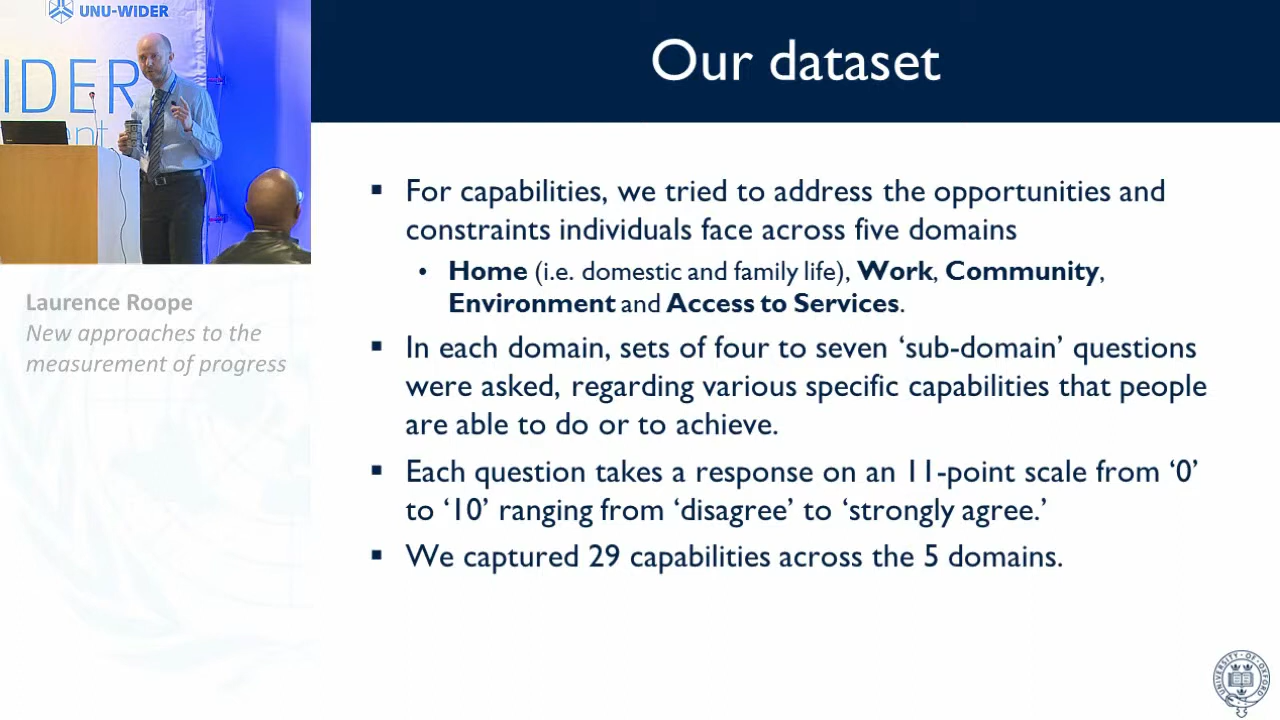 UNU-WIDER
IDER
ent
Laurence Roope
New approaches to the
measurement of progress
Our dataset
▪ For capabilities, we tried to address the opportunities and
constraints individuals face across five domains
• Home (i.e. domestic and family life), Work, Community,
Environment and Access to Services.
▪ In each domain, sets of four to seven ‘sub-domain’ questions
were asked, regarding various specific capabilities that people
are able to do or to achieve.
▪ Each question takes a response on an 11-point scale from ‘0’
to ‘10’ ranging from ‘disagree’ to ‘strongly agree.’
▪ We captured 29 capabilities across the 5 domains.
UNIVERSITY OF OXFORD